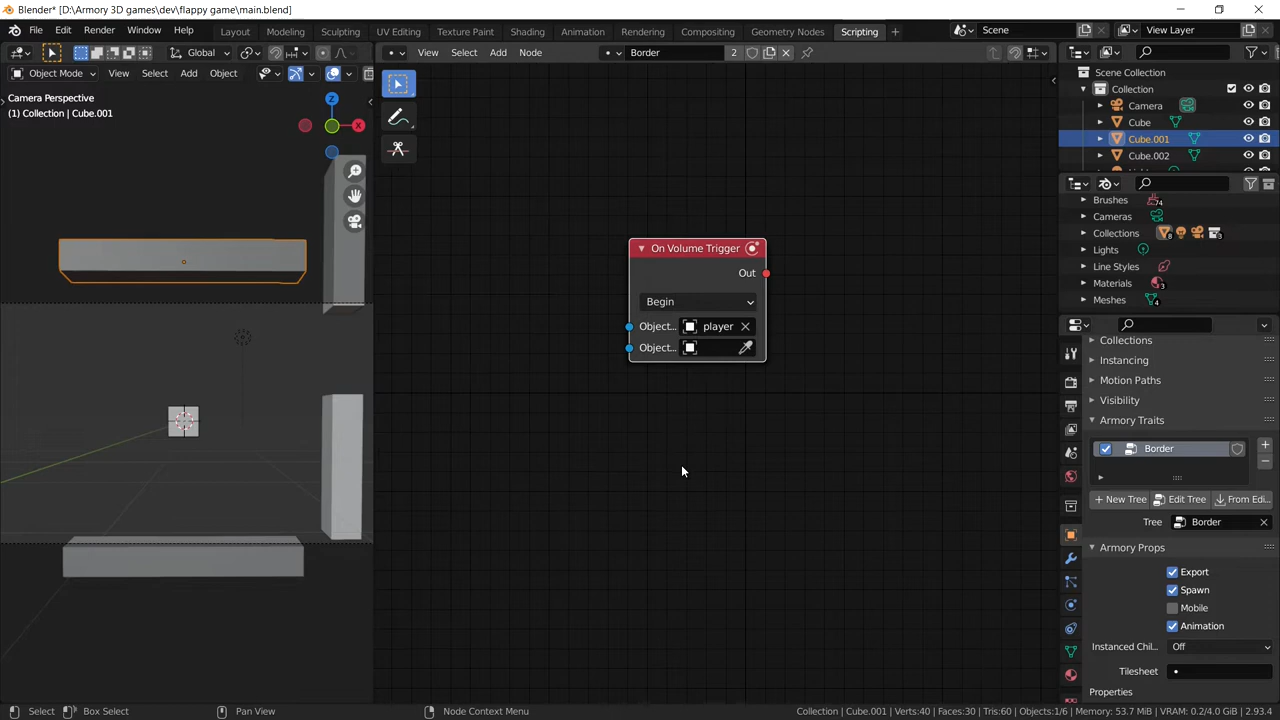 Blender* [D:\Armory 3D games\dev\flappy game\main.blend]
File Edit Render Window Help Layout Modeling Sculpting UV Editing Texture Paint Shading Animation Rendering Compositing Geometry Nodes Scripting + Scene View Layer
Global View Select Add Node Border 2
Object Mode View Select Add Object
Camera Perspective
(1) Collection | Cube.001
Z
X
On Volume Trigger
Out
Begin
Object... player
Object...
Scene Collection
Collection
Camera
Cube
Cube.001
Cube.002
Brushes 74
Cameras
Collections 8 3
Lights
Line Styles
Materials 3
Meshes 4
Collections
Instancing
Motion Paths
Visibility
Armory Traits
Border
New Tree Edit Tree From Edi...
Tree Border
Armory Props
Export
Spawn
Mobile
Animation
Instanced Chil... Off
Tilesheet
Properties
Select Box Select Pan View Node Context Menu Collection | Cube.001 | Verts:40 | Faces:30 | Tris:60 | Objects:1/6 | Memory: 53.7 MiB | VRAM: 0.2/4.0 GiB | 2.93.4